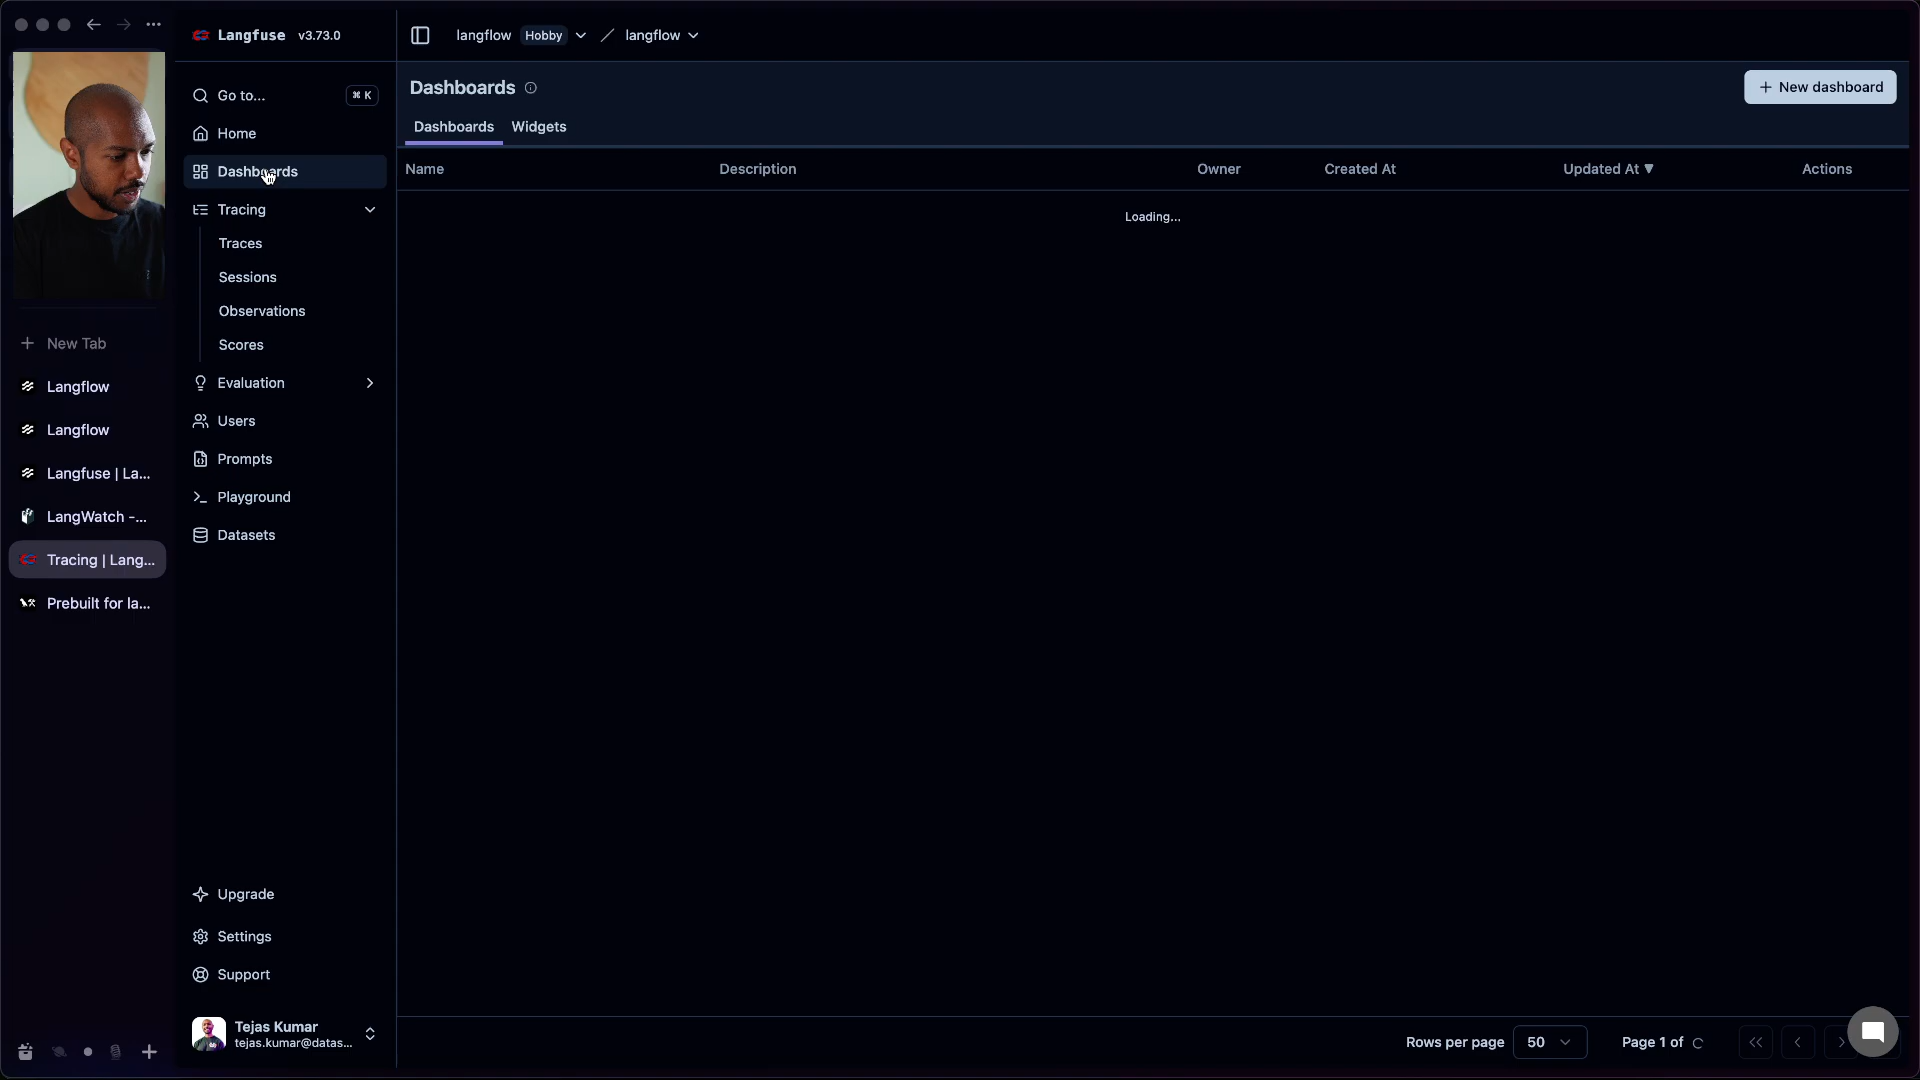 Langfuse v3.73.0
langflow Hobby / langflow
Go to... ⌘ K
Home
Dashboards
Tracing
Traces
Sessions
Observations
Scores
Evaluation
Users
Prompts
Playground
Datasets
Upgrade
Settings
Support
Tejas Kumar
tejas.kumar@datas...
New Tab
Langflow
Langflow
Langfuse | La...
LangWatch -...
Tracing | Lang...
Prebuilt for la...
Dashboards
+ New dashboard
Dashboards Widgets
Name Description Owner Created At Updated At ▼ Actions
Loading...
Rows per page 50 Page 1 of